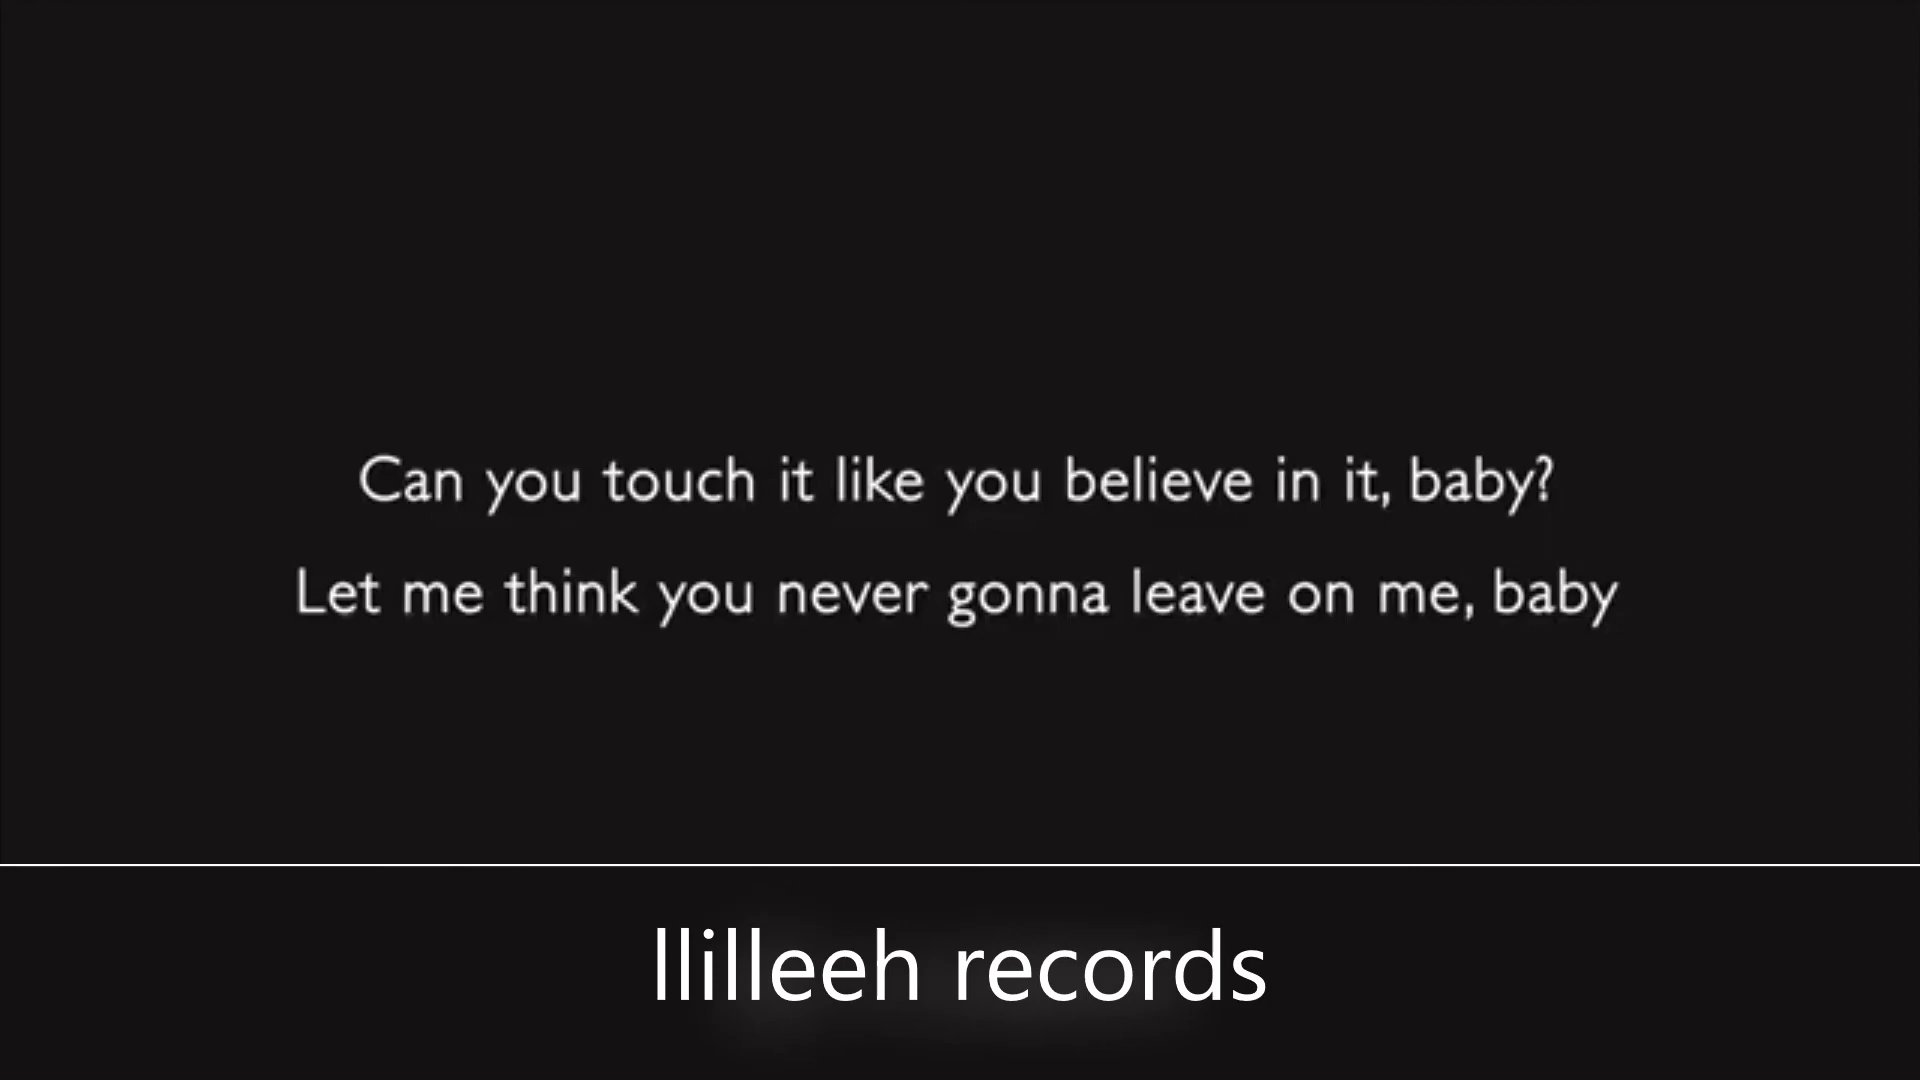 Can you touch it like you believe in it, baby?
Let me think you never gonna leave on me, baby
llilleeh records